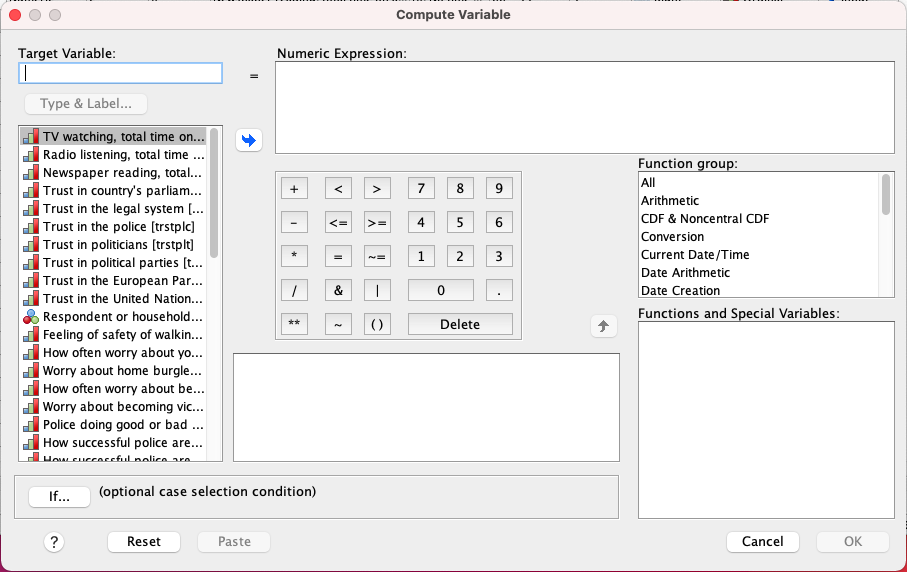 Compute Variable
Target Variable:
=
Numeric Expression:
Type & Label...
TV watching, total time on...
Radio listening, total time ...
Newspaper reading, total...
Trust in country's parliam...
Trust in the legal system [...
Trust in the police [trstplc]
Trust in politicians [trstplt]
Trust in political parties [t...
Trust in the European Par...
Trust in the United Nation...
Respondent or household...
Feeling of safety of walkin...
How often worry about yo...
Worry about home burgle...
How often worry about be...
Worry about becoming vic...
Police doing good or bad ...
How successful police are...
How successful police are...
+ < > 7 8 9
- <= >= 4 5 6
* = ~= 1 2 3
/ & | 0 .
** ~ () Delete
Function group:
All
Arithmetic
CDF & Noncentral CDF
Conversion
Current Date/Time
Date Arithmetic
Date Creation
Functions and Special Variables:
If...
(optional case selection condition)
?
Reset
Paste
Cancel
OK